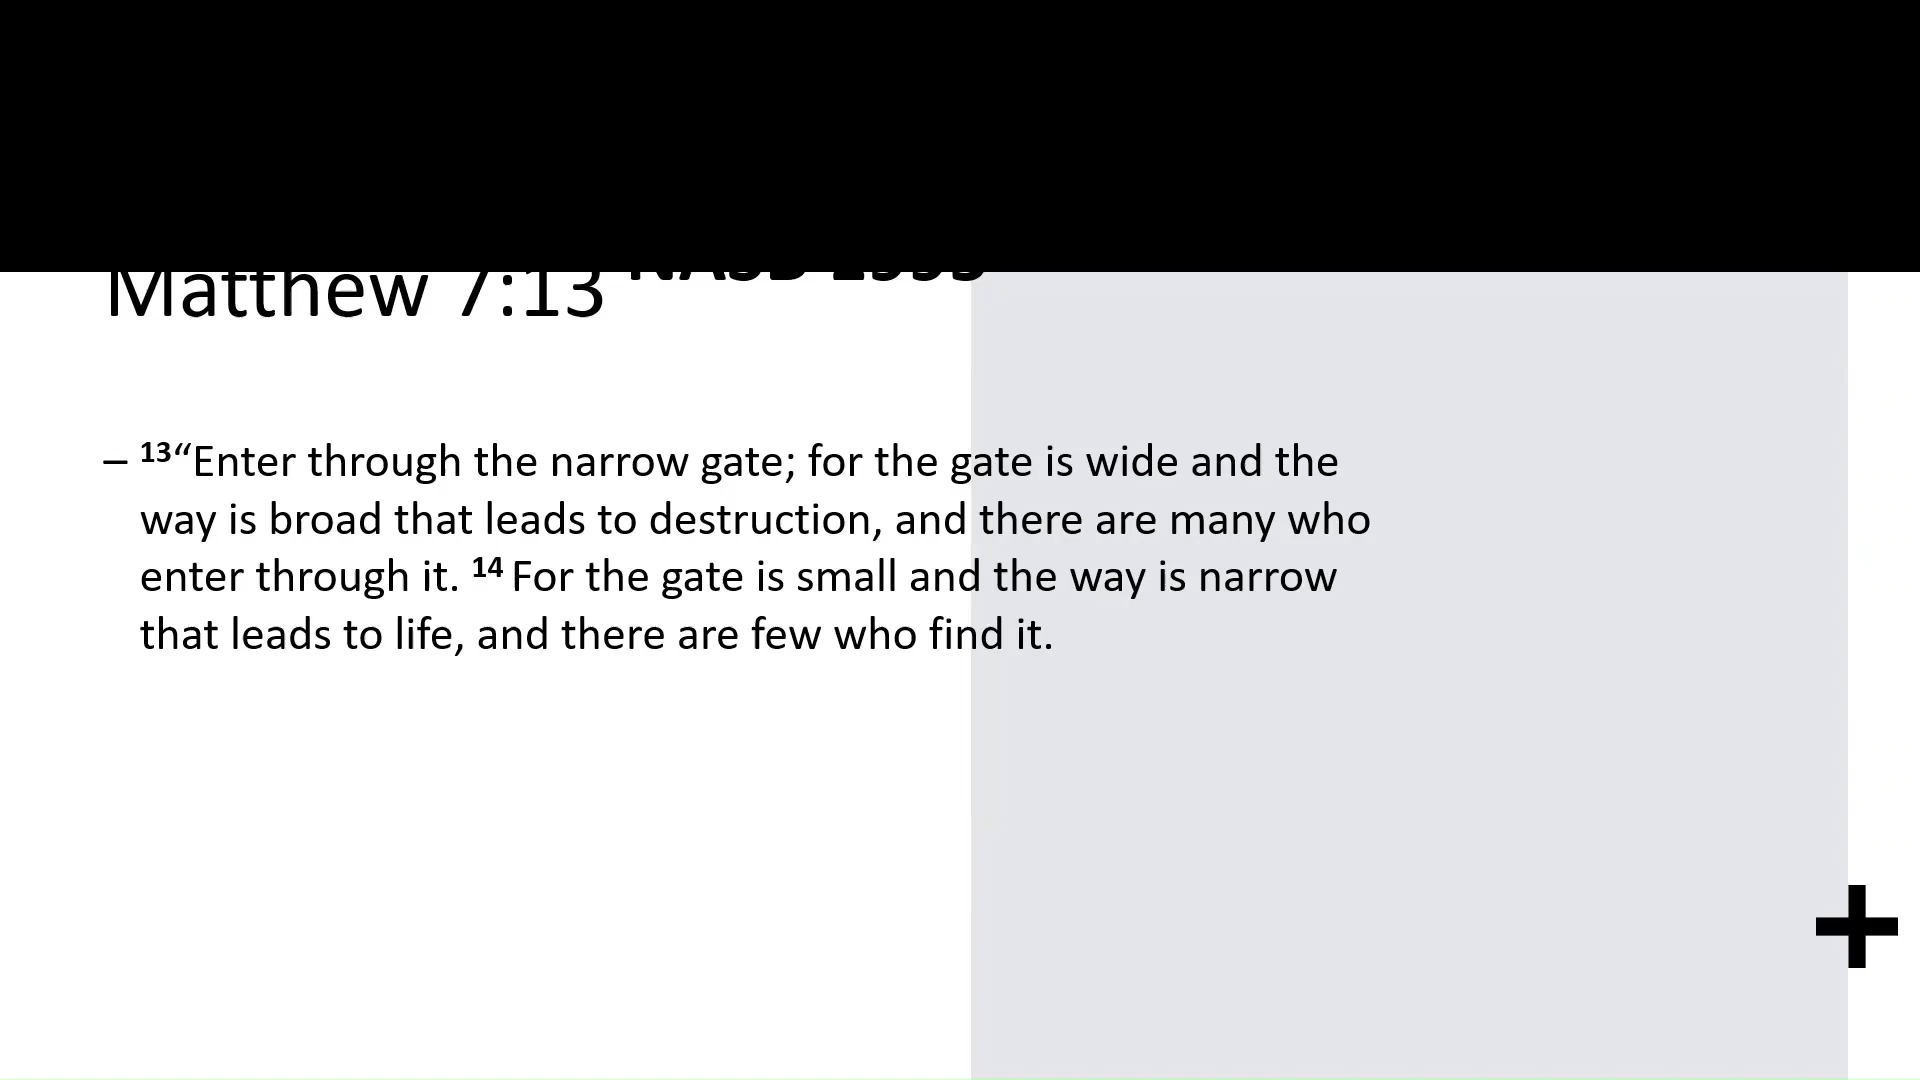 Matthew 7:13 NASB 1995
– 13“Enter through the narrow gate; for the gate is wide and the
way is broad that leads to destruction, and there are many who
enter through it. 14 For the gate is small and the way is narrow
that leads to life, and there are few who find it.